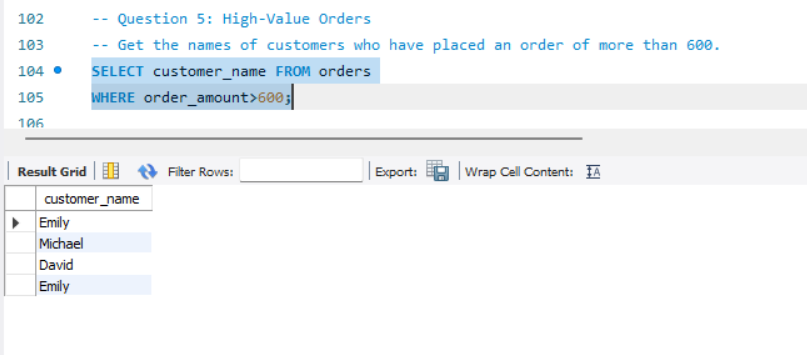 102 -- Question 5: High-Value Orders
103 -- Get the names of customers who have placed an order of more than 600.
104 SELECT customer_name FROM orders
105 WHERE order_amount>600;
106
Result Grid Filter Rows: Export: Wrap Cell Content: IA
customer_name
Emily
Michael
David
Emily